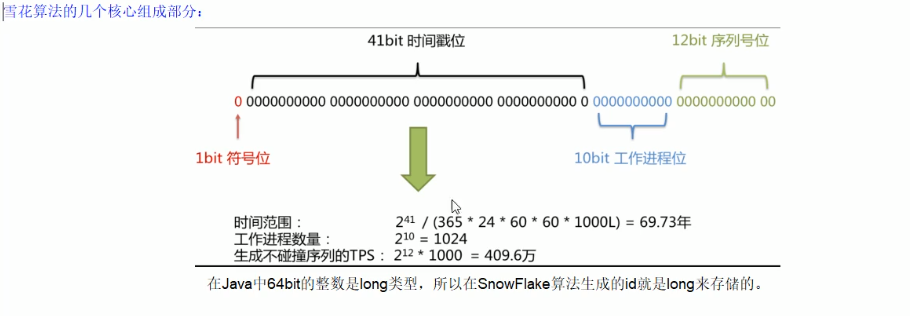 雪花算法的几个核心组成部分：
41bit 时间戳位
12bit 序列号位
0 0000000000 0000000000 0000000000 0000000000 0 0000000000 0000000000 00
1bit 符号位
10bit 工作进程位
时间范围： 2⁴¹ / (365 * 24 * 60 * 60 * 1000L) = 69.73年
工作进程数量： 2¹⁰ = 1024
生成不碰撞序列的TPS： 2¹² * 1000 = 409.6万
在Java中64bit的整数是long类型，所以在SnowFlake算法生成的id就是long来存储的。